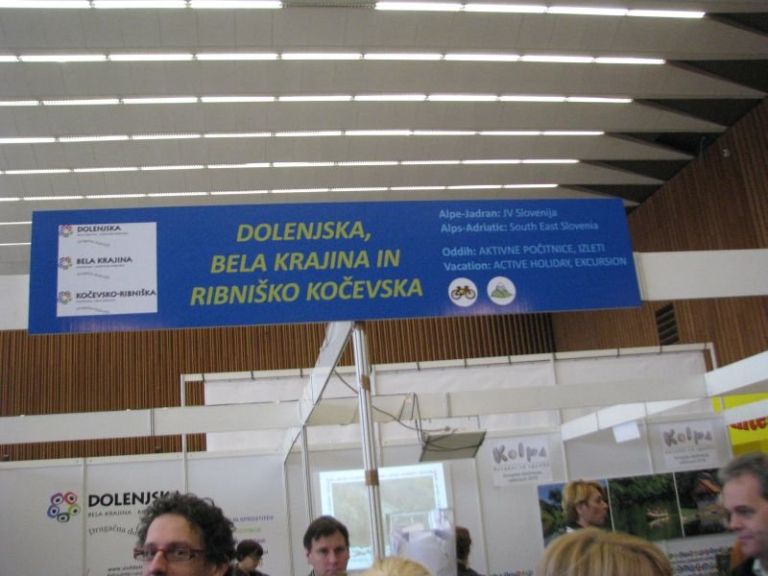 DOLENJSKA
BELA KRAJINA
KOČEVSKO-RIBNIŠKA
DOLENJSKA,
BELA KRAJINA IN
RIBNIŠKO KOČEVSKA
Alpe-Jadran: JV Slovenija
Alps-Adriatic: South East Slovenia
Oddih: AKTIVNE POČITNICE, IZLETI
Vacation: ACTIVE HOLIDAY, EXCURSION
Kolpa
Kolpa
DOLENJSKA
BELA KRAJINA
Drugačna